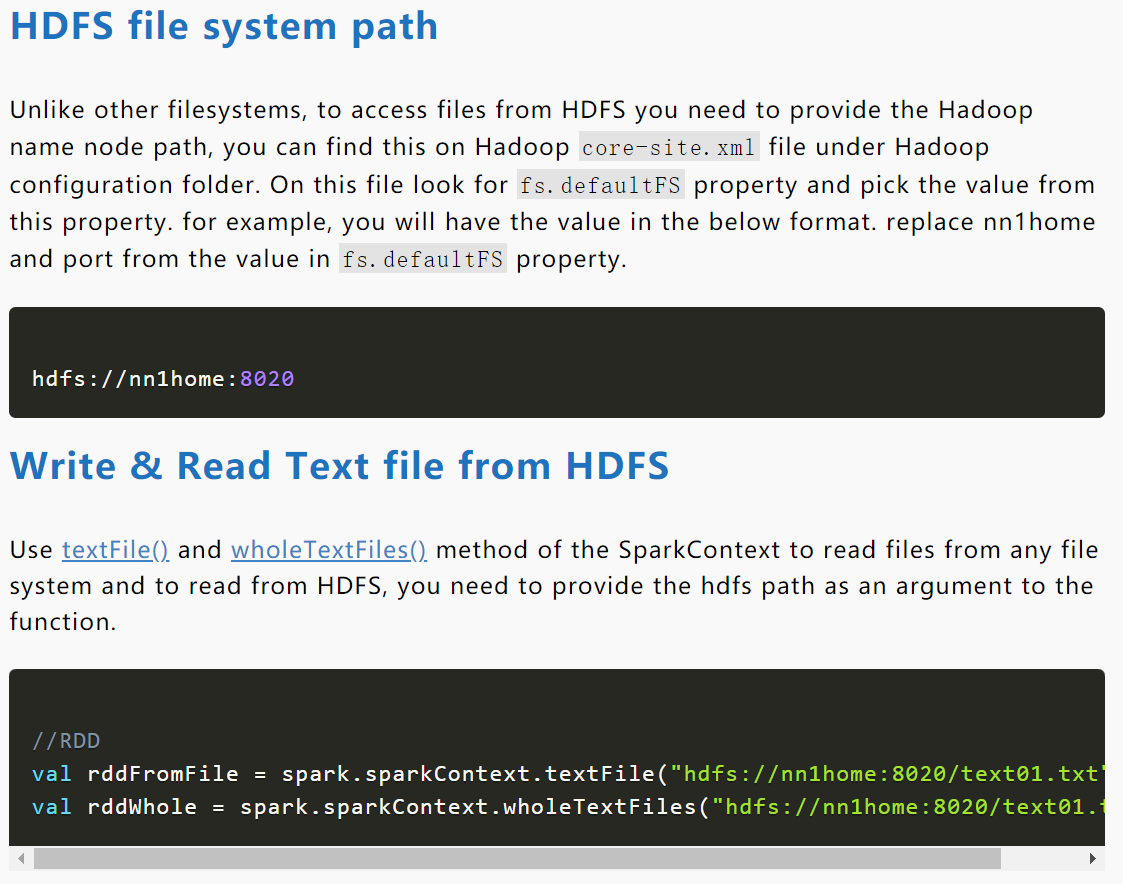 HDFS file system path
Unlike other filesystems, to access files from HDFS you need to provide the Hadoop
name node path, you can find this on Hadoop core-site.xml file under Hadoop
configuration folder. On this file look for fs.defaultFS property and pick the value from
this property. for example, you will have the value in the below format. replace nn1home
and port from the value in fs.defaultFS property.
hdfs://nn1home:8020
Write & Read Text file from HDFS
Use textFile() and wholeTextFiles() method of the SparkContext to read files from any file
system and to read from HDFS, you need to provide the hdfs path as an argument to the
function.
//RDD
val rddFromFile = spark.sparkContext.textFile("hdfs://nn1home:8020/text01.txt"
val rddWhole = spark.sparkContext.wholeTextFiles("hdfs://nn1home:8020/text01.t